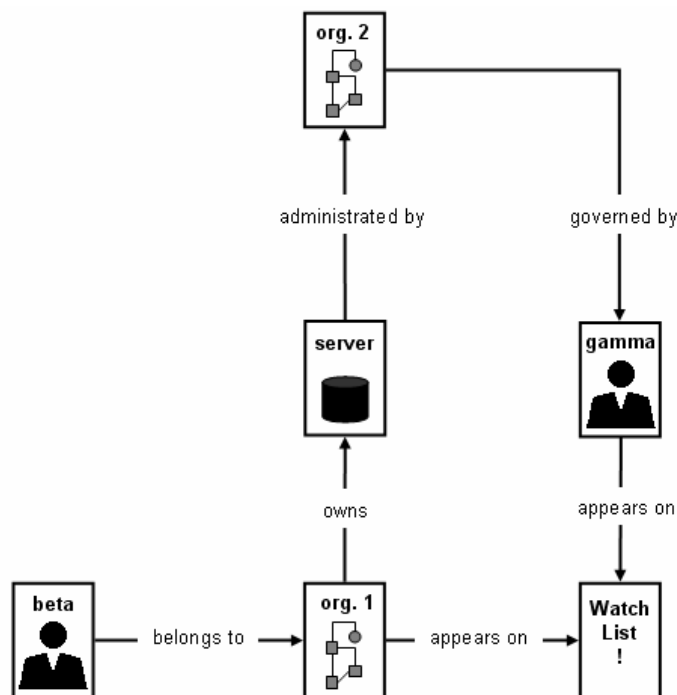 org. 2
administrated by
governed by
server
gamma
owns
appears on
beta
belongs to
org. 1
appears on
Watch
List
!